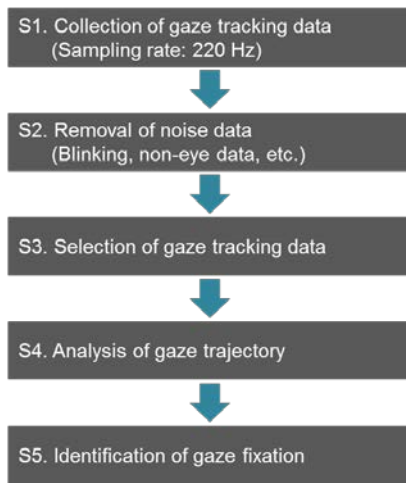 S1. Collection of gaze tracking data
(Sampling rate: 220 Hz)
S2. Removal of noise data
(Blinking, non-eye data, etc.)
S3. Selection of gaze tracking data
S4. Analysis of gaze trajectory
S5. Identification of gaze fixation